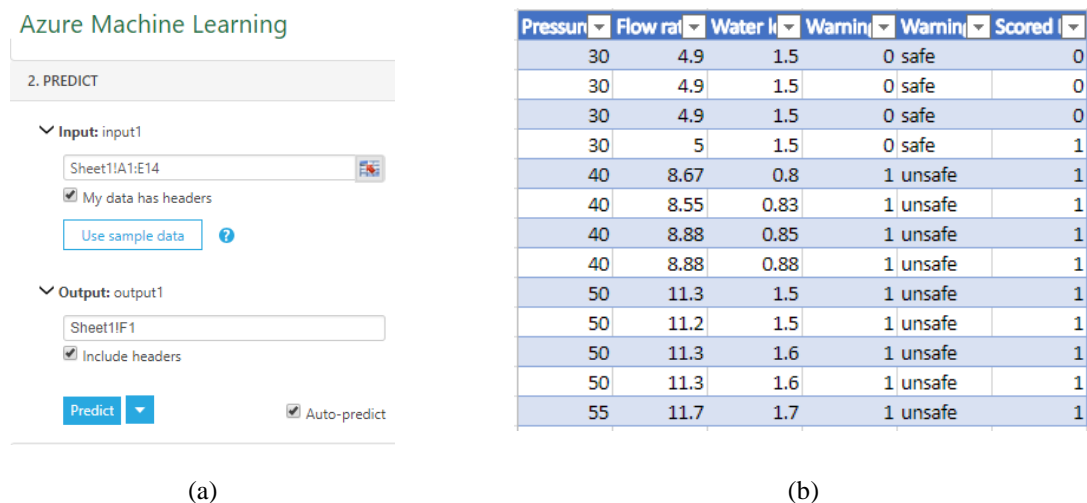 Azure Machine Learning
2. PREDICT
Input: input1
Sheet1!A1:E14
My data has headers
Use sample data ?
Output: output1
Sheet1!F1
Include headers
Predict Auto-predict
(a)
Pressur Flow rat Water l Warnin Warnin Scored
30 4.9 1.5 0 safe 0
30 4.9 1.5 0 safe 0
30 4.9 1.5 0 safe 0
30 5 1.5 0 safe 1
40 8.67 0.8 1 unsafe 1
40 8.55 0.83 1 unsafe 1
40 8.88 0.85 1 unsafe 1
40 8.88 0.88 1 unsafe 1
50 11.3 1.5 1 unsafe 1
50 11.2 1.5 1 unsafe 1
50 11.3 1.6 1 unsafe 1
50 11.3 1.6 1 unsafe 1
55 11.7 1.7 1 unsafe 1
(b)